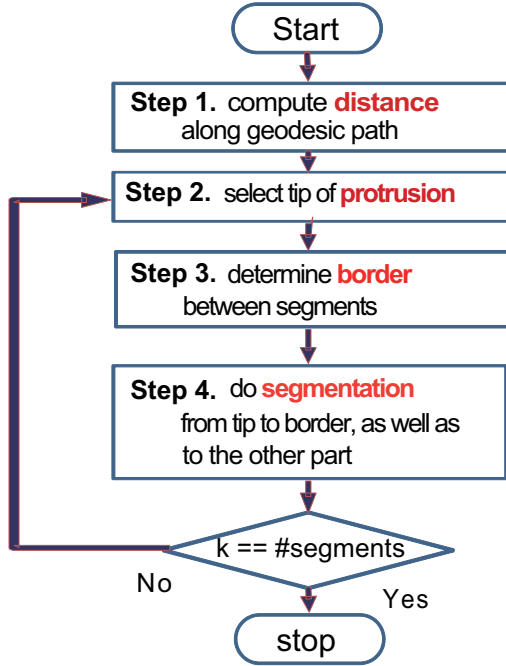 Start
Step 1. compute distance
along geodesic path
Step 2. select tip of protrusion
Step 3. determine border
between segments
Step 4. do segmentation
from tip to border, as well as
to the other part
k == #segments
No
Yes
stop